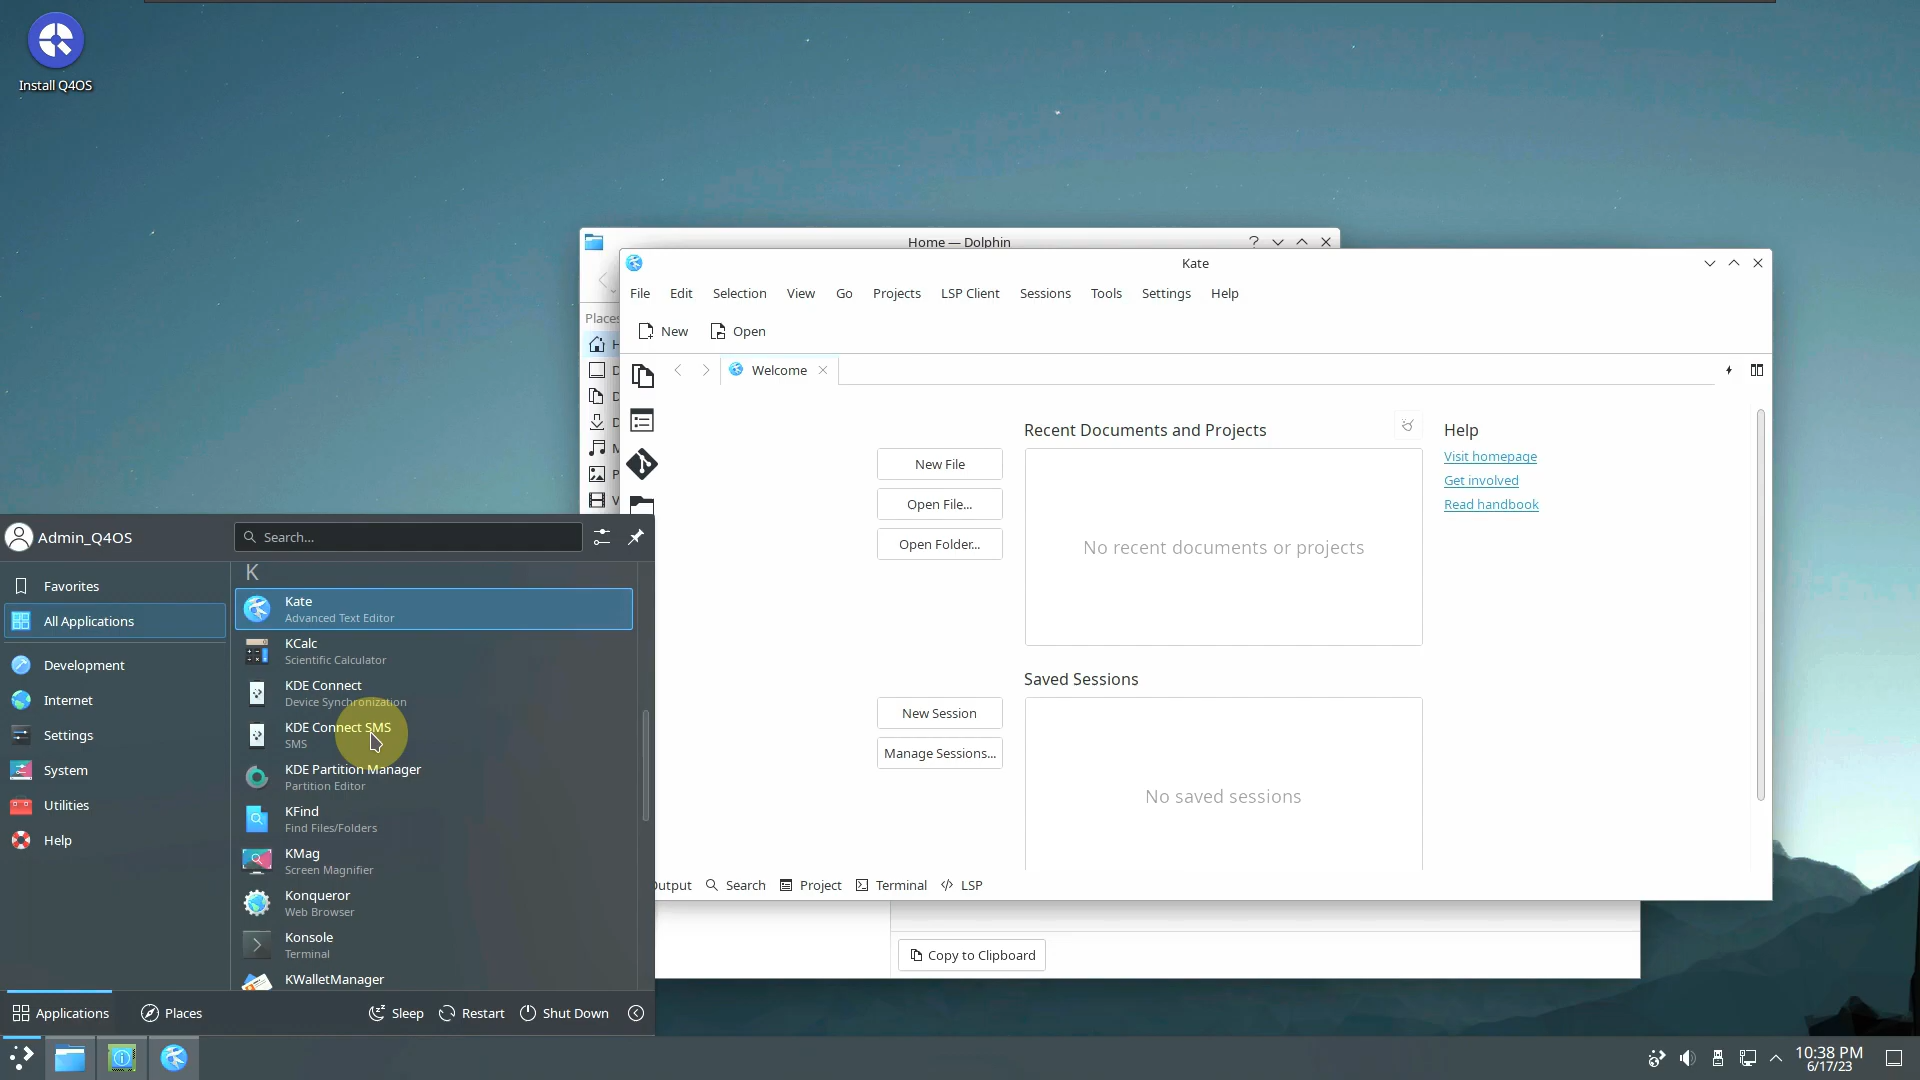 Install Q4OS
Home — Dolphin
Kate
File Edit Selection View Go Projects LSP Client Sessions Tools Settings Help
New Open
Places
Welcome
Recent Documents and Projects
Help
New File
Visit homepage
Get involved
Open File...
Read handbook
Open Folder...
No recent documents or projects
Saved Sessions
New Session
Manage Sessions...
No saved sessions
Output Search Project Terminal LSP
Copy to Clipboard
Admin_Q4OS
Search...
Favorites
All Applications
Development
Internet
Settings
System
Utilities
Help
K
Kate
Advanced Text Editor
KCalc
Scientific Calculator
KDE Connect
Device Synchronization
KDE Connect SMS
SMS
KDE Partition Manager
Partition Editor
KFind
Find Files/Folders
KMag
Screen Magnifier
Konqueror
Web Browser
Konsole
Terminal
KWalletManager
Applications Places Sleep Restart Shut Down
10:38 PM
6/17/23